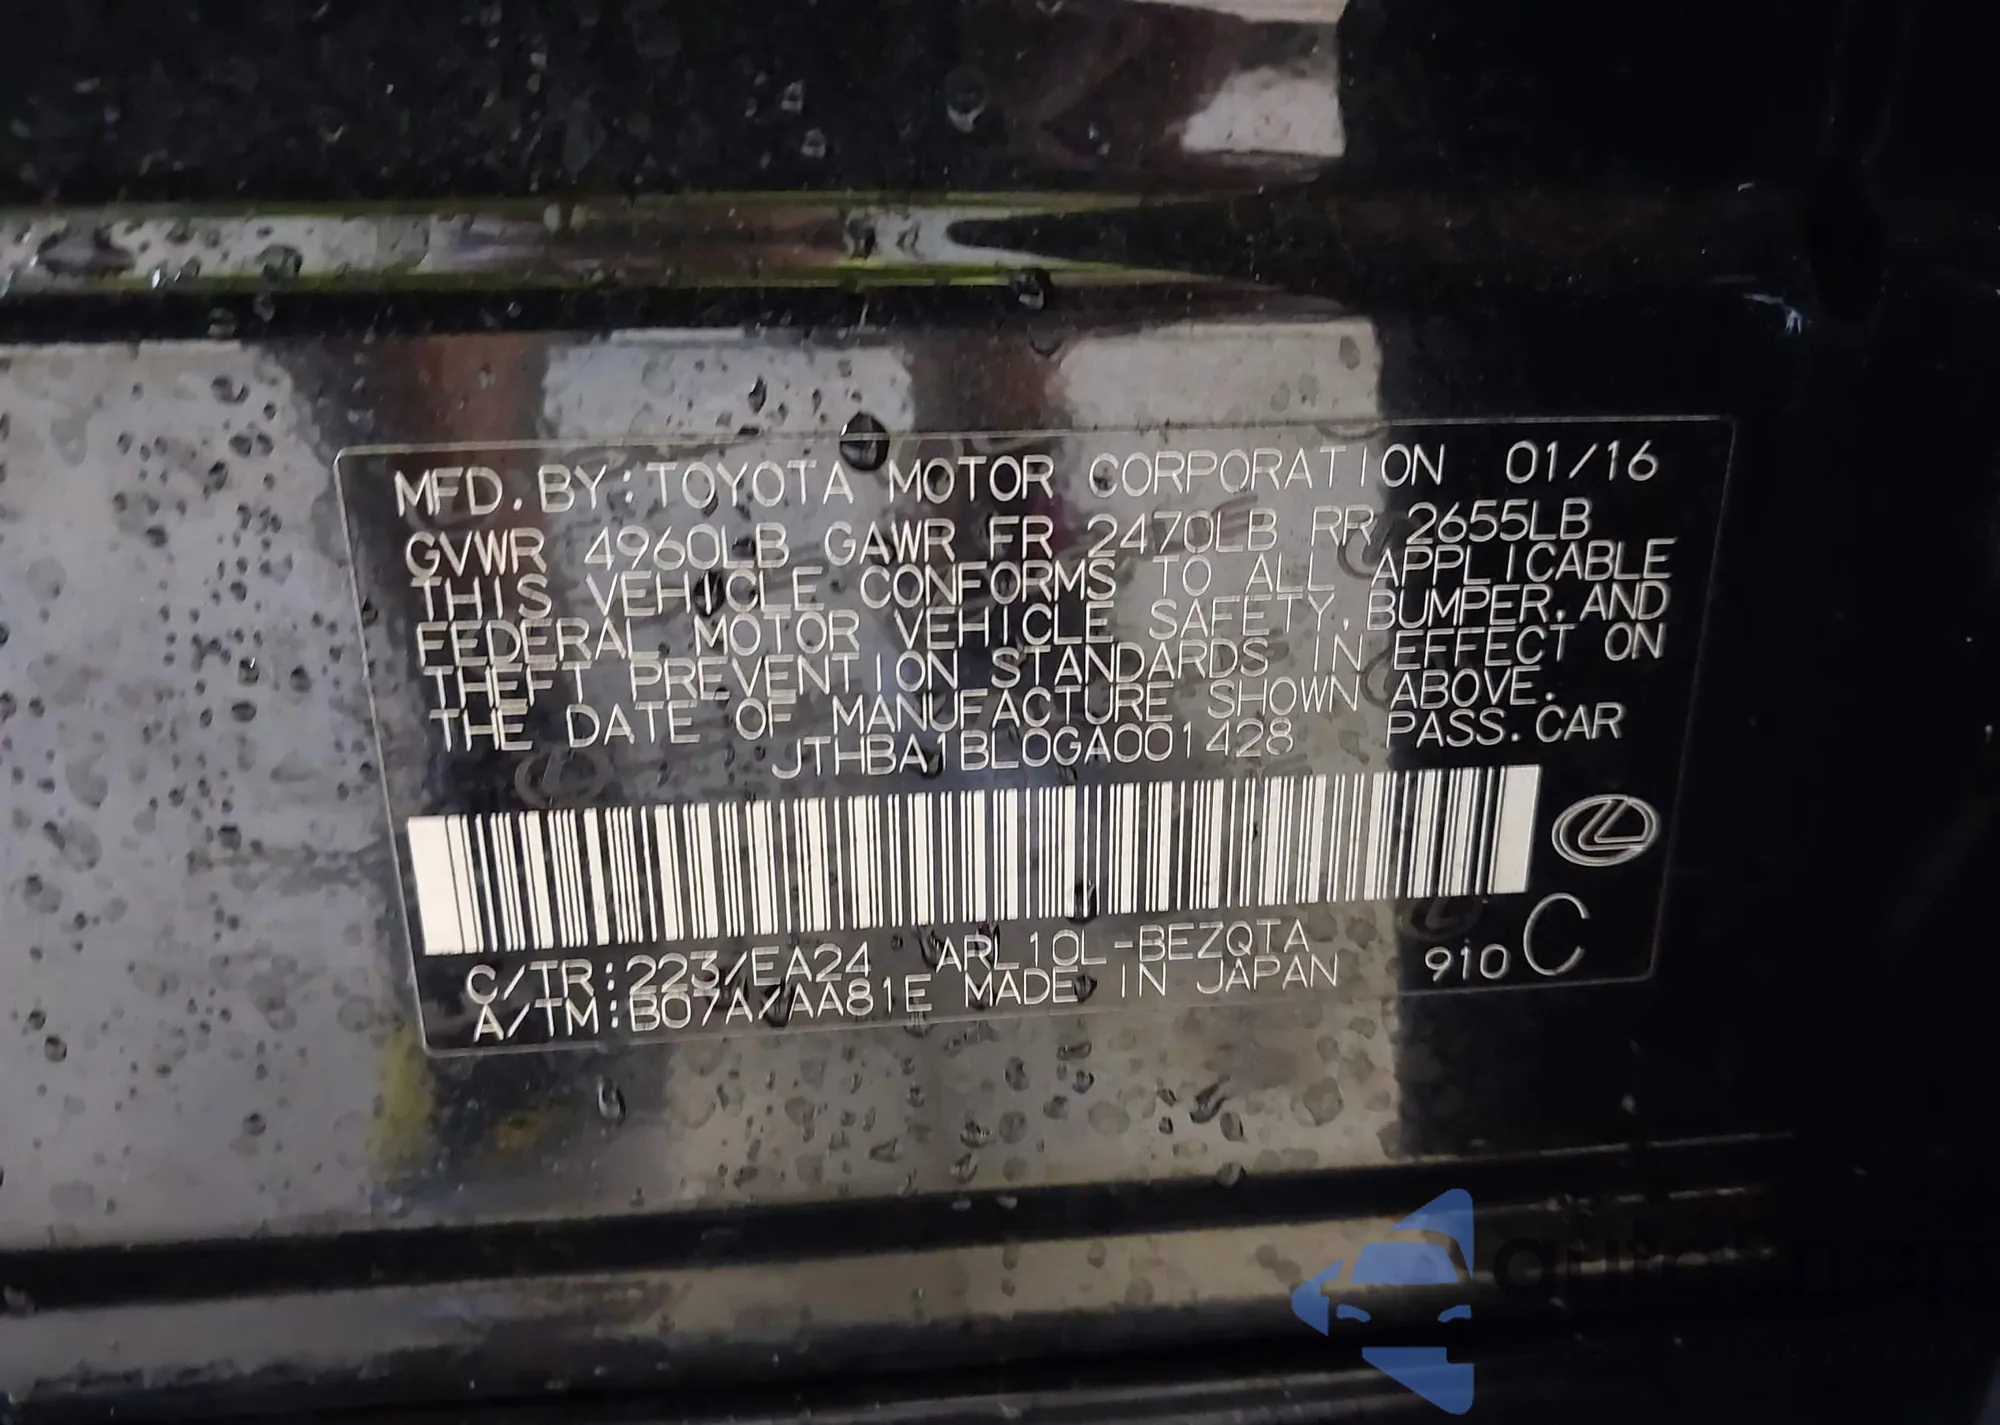 MFD. BY: TOYOTA MOTOR CORPORATION 01/16
GVWR 4960LB GAWR FR 2470LB RR 2655LB
THIS VEHICLE CONFORMS TO ALL APPLICABLE
FEDERAL MOTOR VEHICLE SAFETY, BUMPER, AND
THEFT PREVENTION STANDARDS IN EFFECT ON
THE DATE OF MANUFACTURE SHOWN ABOVE.
JTHBA1BL0GA001428 PASS. CAR
C/TR: 223/EA24 ARL10L-BEZQTA
A/TM: B07A/AA81E MADE IN JAPAN 910 C